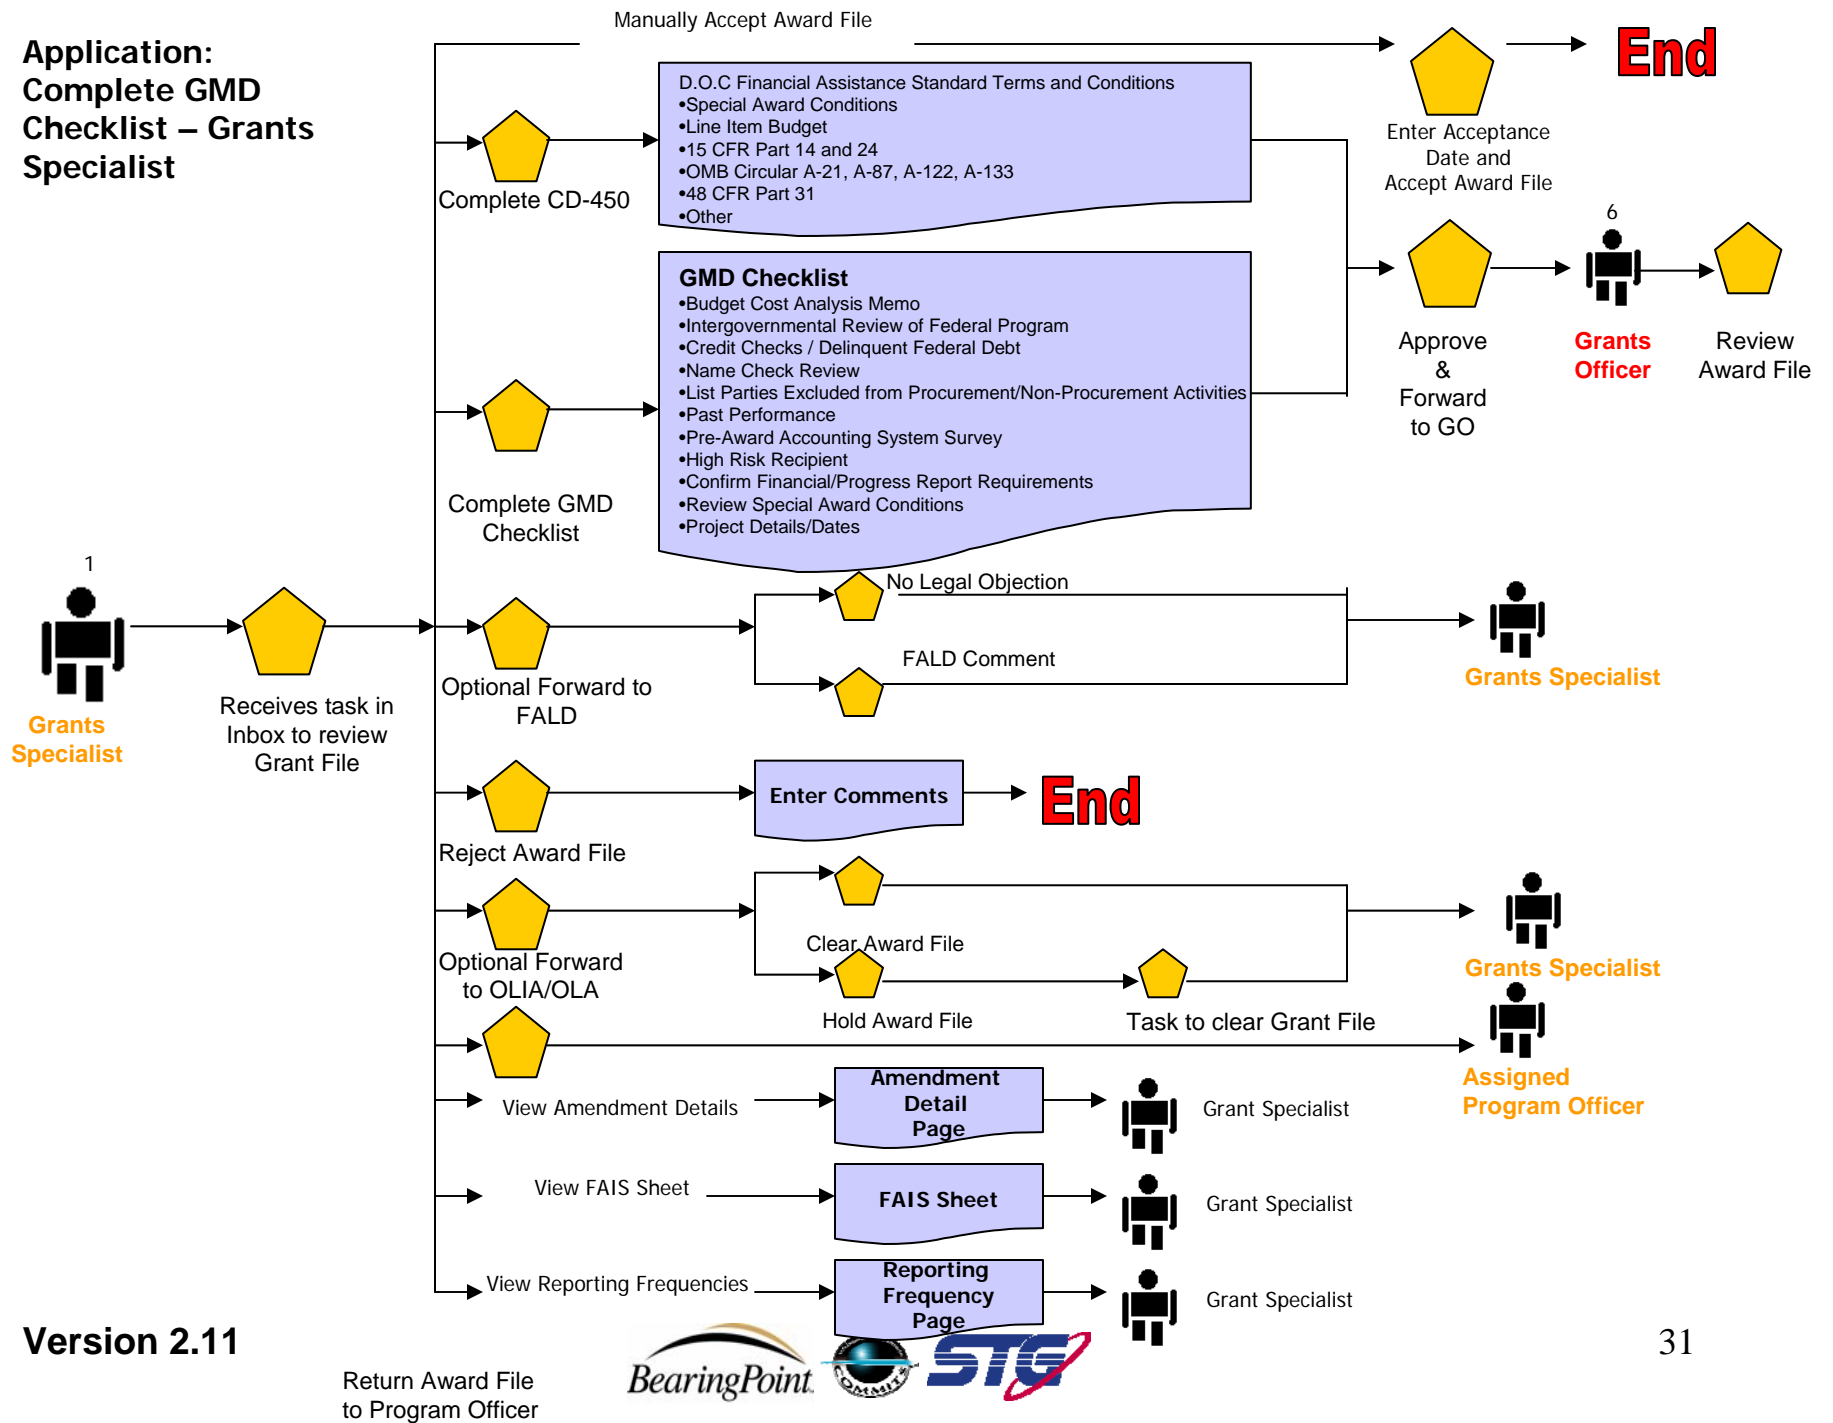 Manually Accept Award File
Application:
Complete GMD
Checklist – Grants
Specialist
End
D.O.C Financial Assistance Standard Terms and Conditions
•Special Award Conditions
•Line Item Budget
•15 CFR Part 14 and 24
•OMB Circular A-21, A-87, A-122, A-133
•48 CFR Part 31
•Other
Complete CD-450
Enter Acceptance
Date and
Accept Award File
GMD Checklist
•Budget Cost Analysis Memo
•Intergovernmental Review of Federal Program
•Credit Checks / Delinquent Federal Debt
•Name Check Review
•List Parties Excluded from Procurement/Non-Procurement Activities
•Past Performance
•Pre-Award Accounting System Survey
•High Risk Recipient
•Confirm Financial/Progress Report Requirements
•Review Special Award Conditions
•Project Details/Dates
Complete GMD
Checklist
Approve
&
Forward
to GO
6
Grants
Officer
Review
Award File
1
Grants
Specialist
Receives task in
Inbox to review
Grant File
Optional Forward to
FALD
No Legal Objection
FALD Comment
Grants Specialist
Reject Award File
Enter Comments
End
Optional Forward
to OLIA/OLA
Clear Award File
Hold Award File
Task to clear Grant File
Grants Specialist
Assigned
Program Officer
View Amendment Details
Amendment
Detail
Page
Grant Specialist
View FAIS Sheet
FAIS Sheet
Grant Specialist
View Reporting Frequencies
Reporting
Frequency
Page
Grant Specialist
Version 2.11
BearingPoint
COMMITS
STG
31
Return Award File
to Program Officer